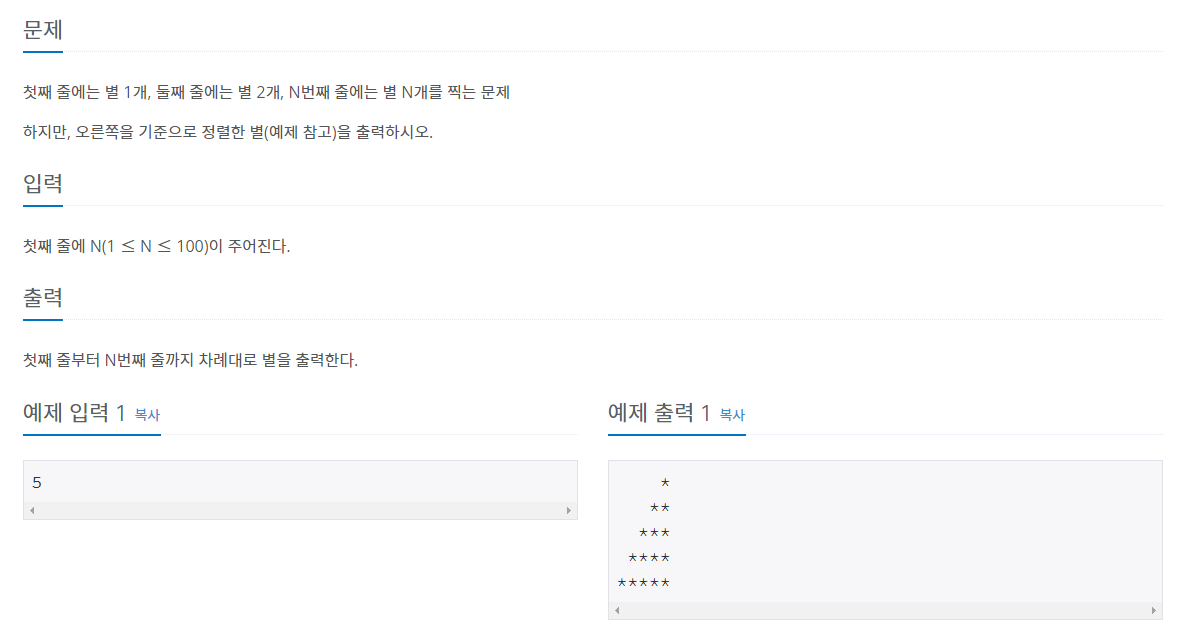 문제
첫째 줄에는 별 1개, 둘째 줄에는 별 2개, N번째 줄에는 별 N개를 찍는 문제
하지만, 오른쪽을 기준으로 정렬한 별(예제 참고)을 출력하시오.
입력
첫째 줄에 N(1 ≤ N ≤ 100)이 주어진다.
출력
첫째 줄부터 N번째 줄까지 차례대로 별을 출력한다.
예제 입력 1 복사
5
예제 출력 1 복사
    *
   **
  ***
 ****
*****